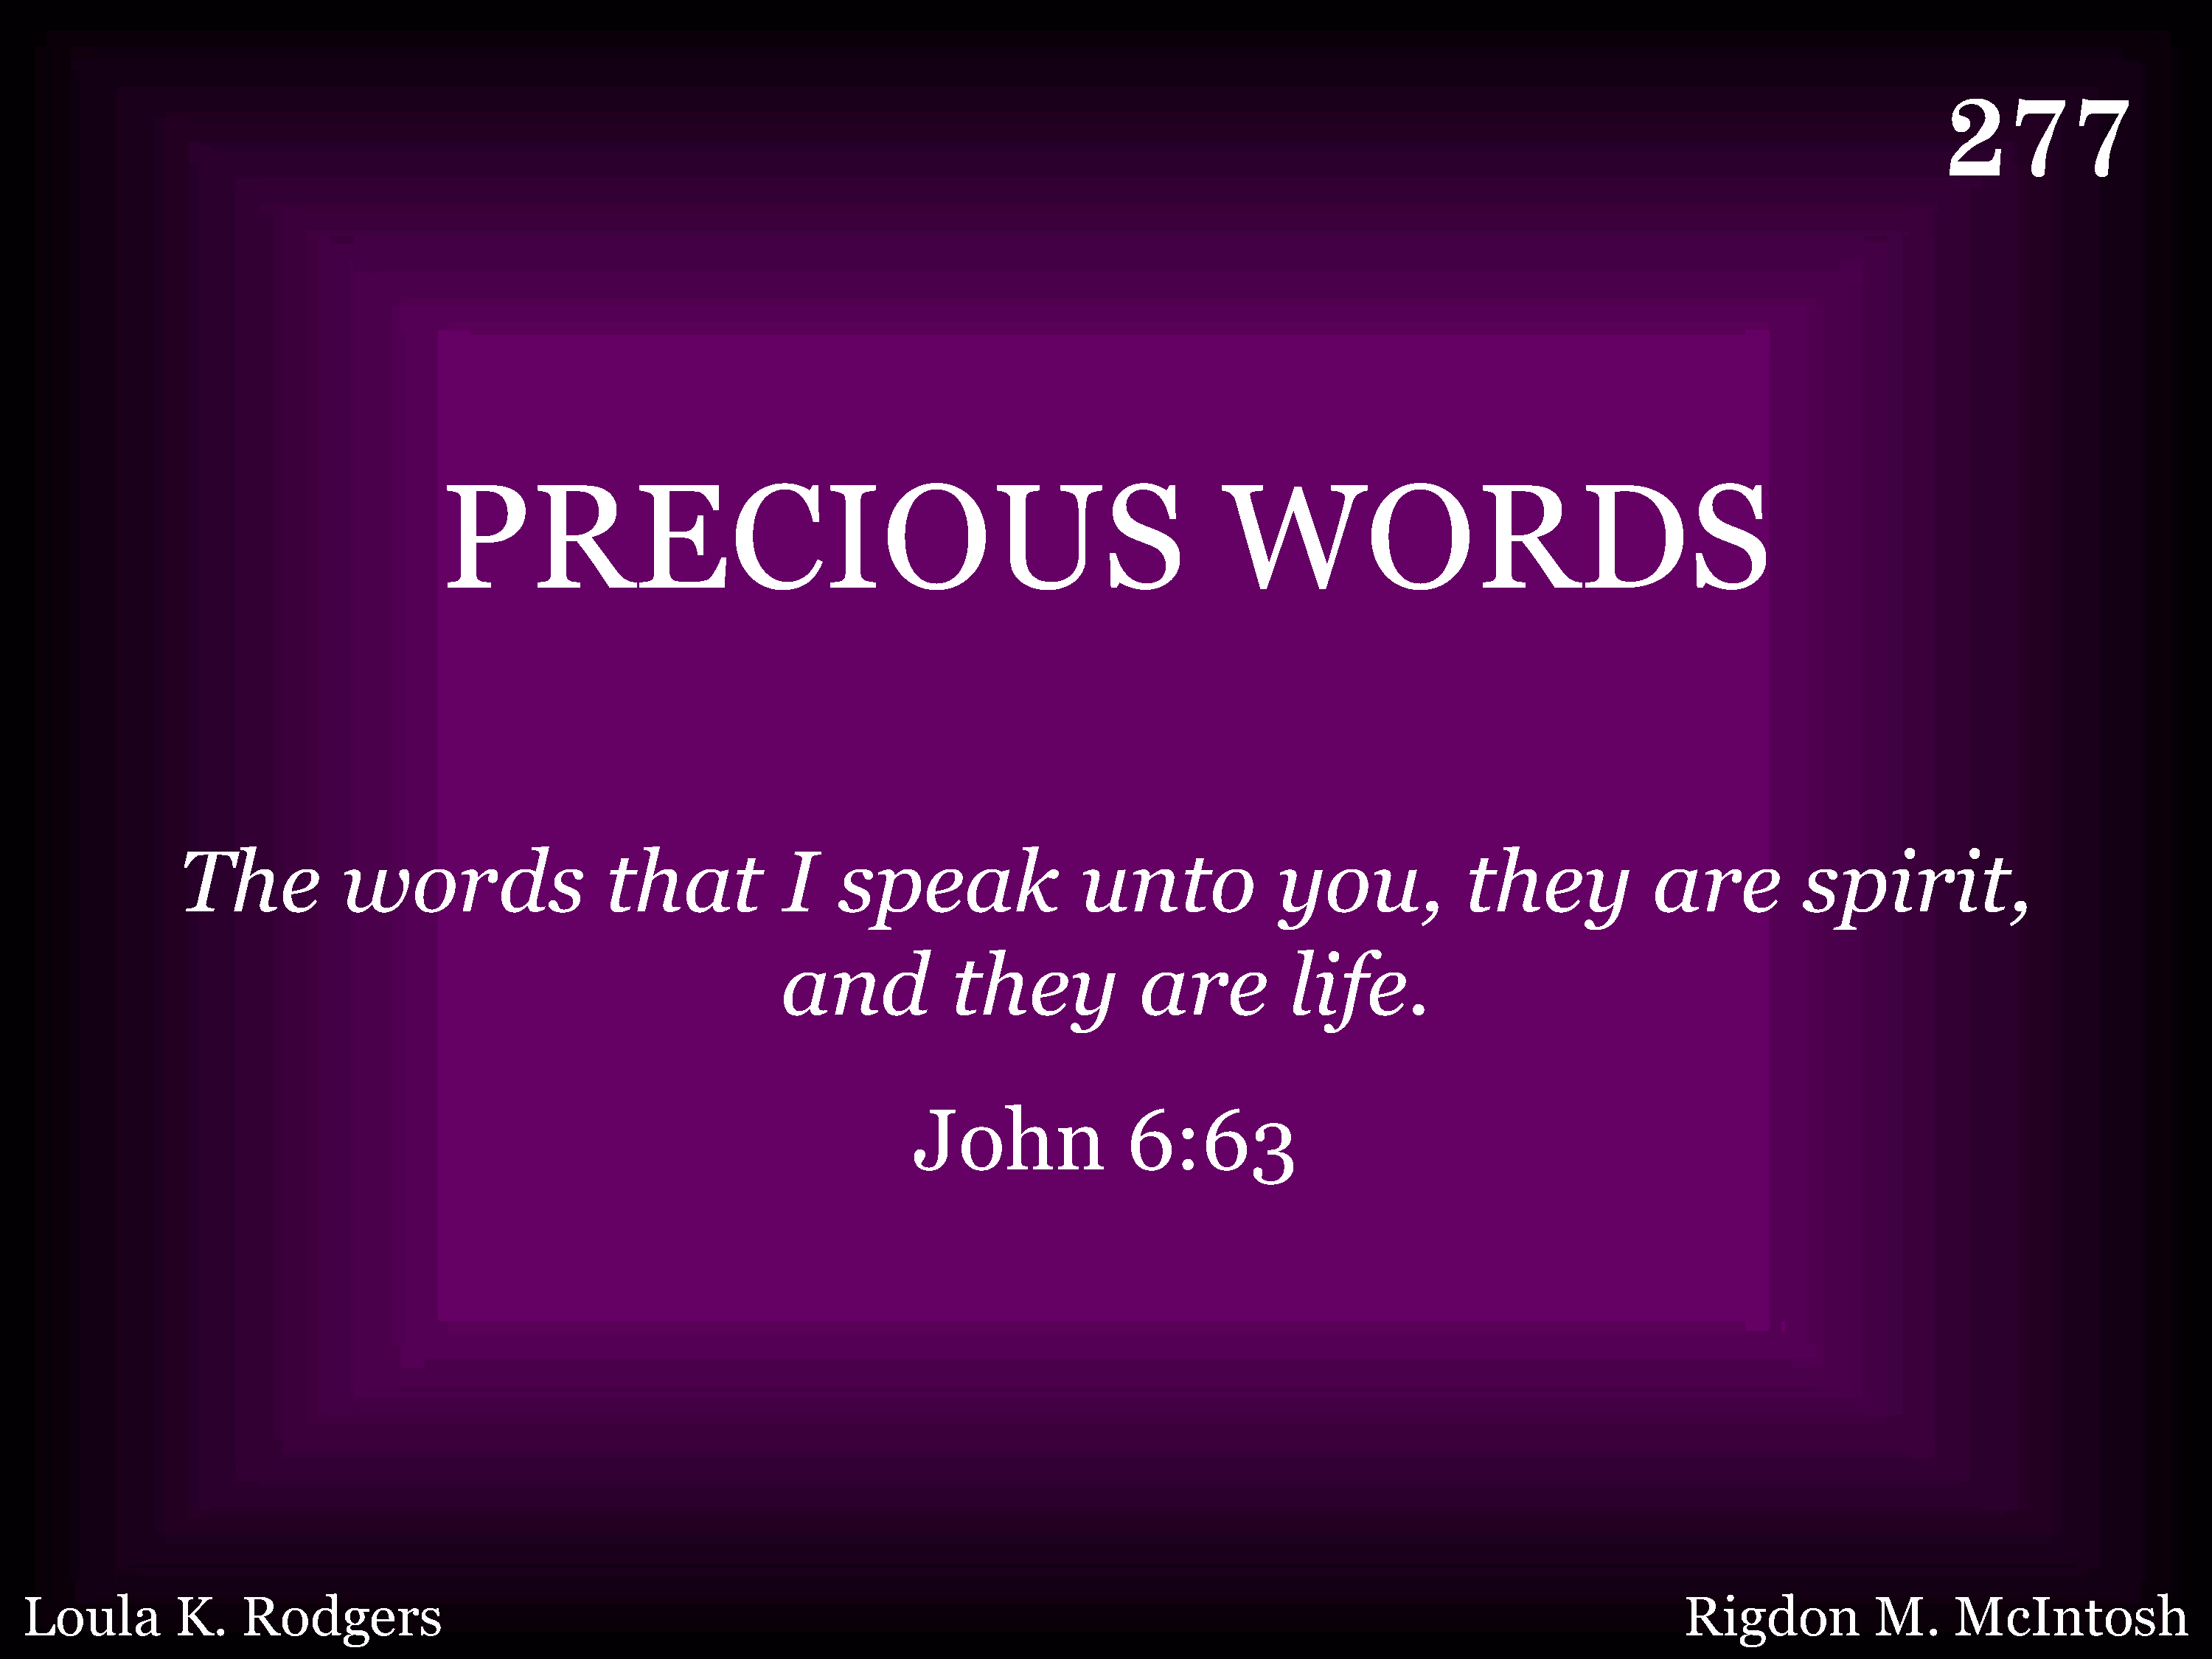 277
PRECIOUS WORDS
The words that I speak unto you, they are spirit,
and they are life.
John 6:63
Loula K. Rodgers
Rigdon M. McIntosh